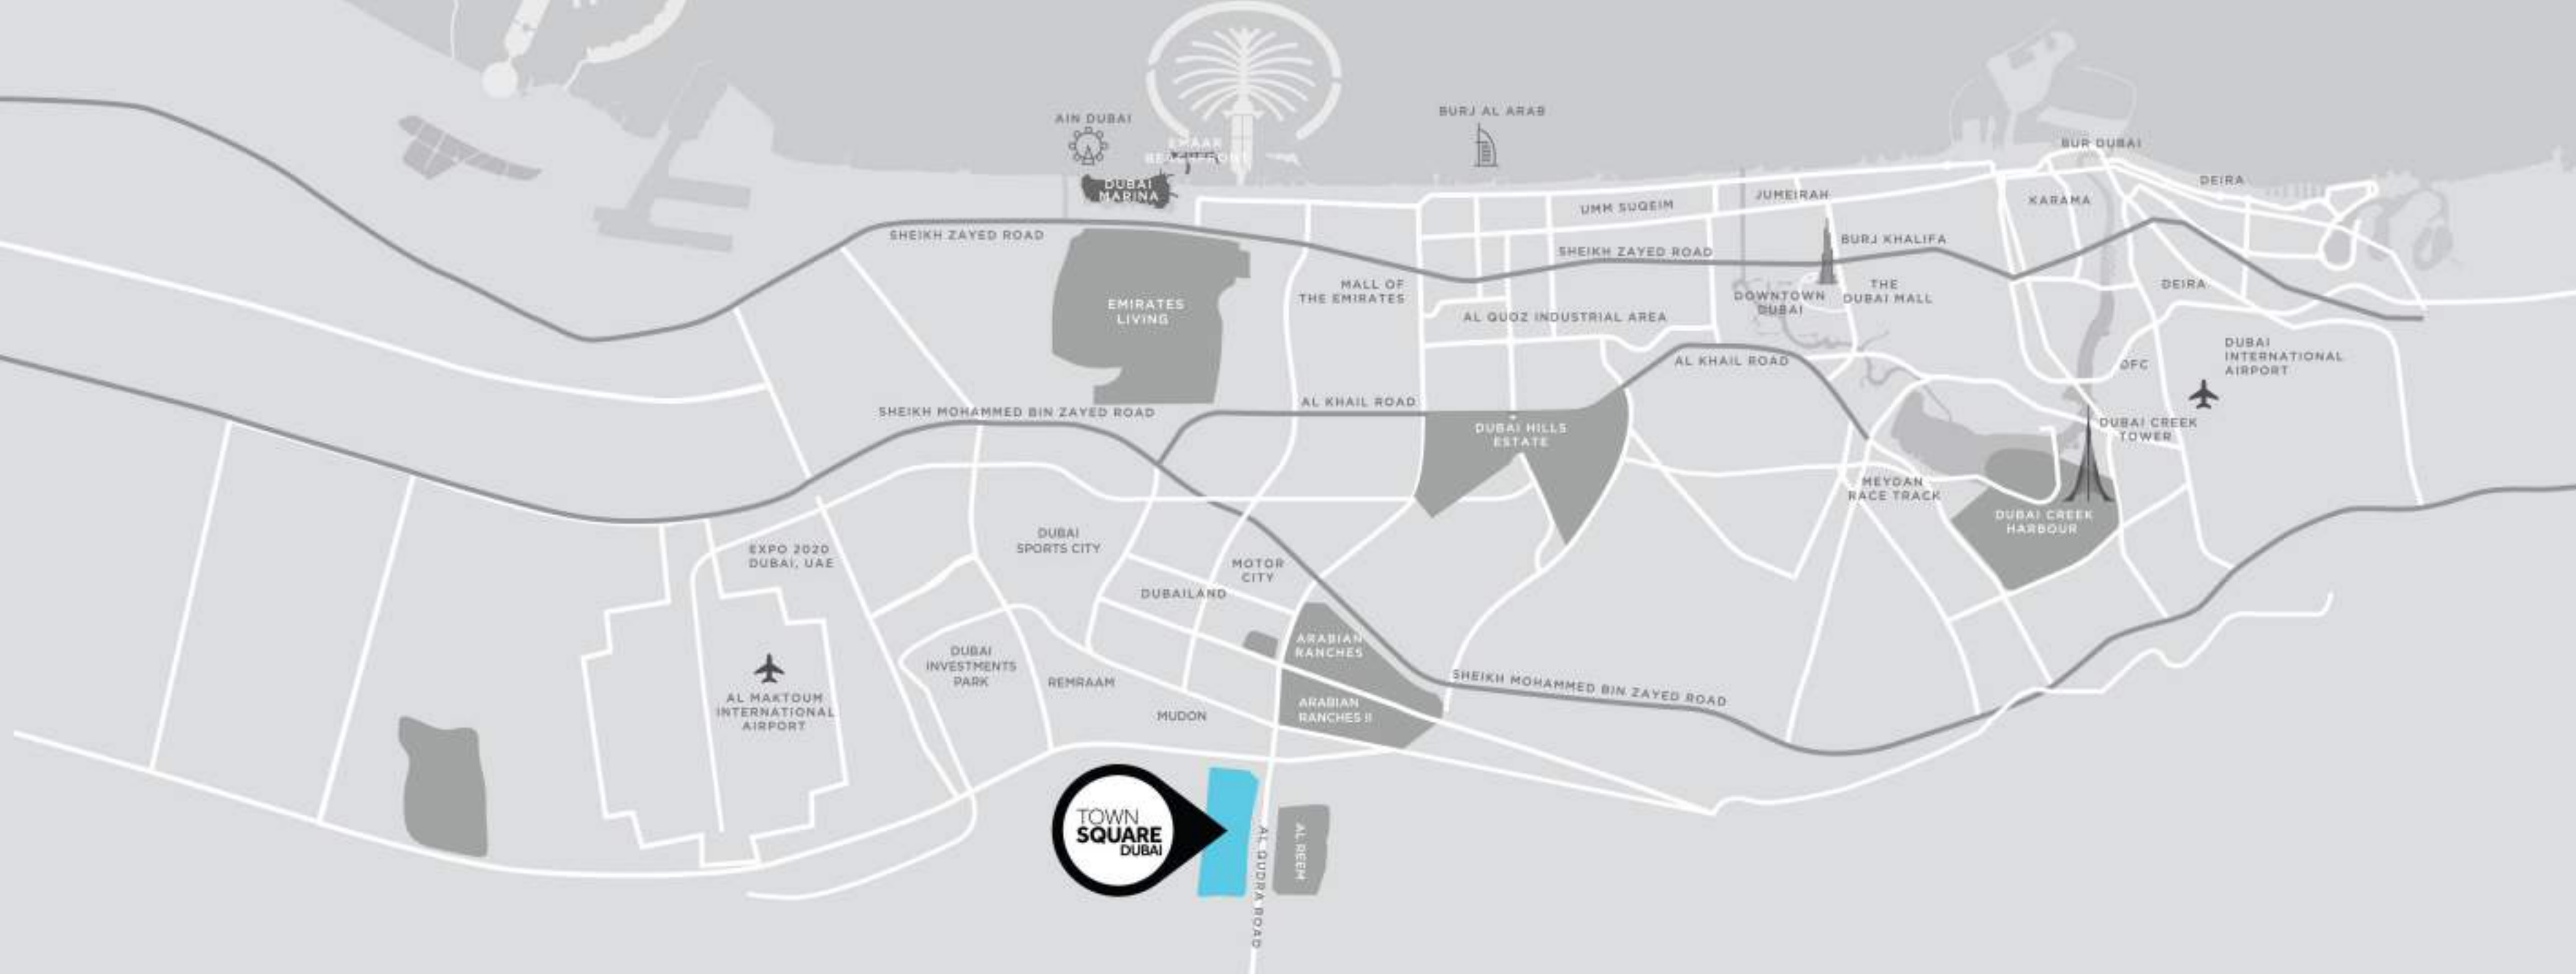 AIN DUBAI
BURJ AL ARAB
EMAAR
BEACHFRONT
BUR DUBAI
DUBAI
MARINA
DEIRA
JUMEIRAH
KARAMA
UMM SUQEIM
SHEIKH ZAYED ROAD
SHEIKH ZAYED ROAD
BURJ KHALIFA
MALL OF
THE EMIRATES
EMIRATES
LIVING
DOWNTOWN
DUBAI
THE
DUBAI MALL
DEIRA
AL QUOZ INDUSTRIAL AREA
DUBAI
INTERNATIONAL
AIRPORT
AL KHAIL ROAD
DFC
SHEIKH MOHAMMED BIN ZAYED ROAD
AL KHAIL ROAD
DUBAI HILLS
ESTATE
DUBAI CREEK
TOWER
MEYDAN
RACE TRACK
DUBAI CREEK
HARBOUR
EXPO 2020
DUBAI, UAE
DUBAI
SPORTS CITY
MOTOR
CITY
DUBAILAND
ARABIAN
RANCHES
DUBAI
INVESTMENTS
PARK
REMRAAM
SHEIKH MOHAMMED BIN ZAYED ROAD
AL MAKTOUM
INTERNATIONAL
AIRPORT
MUDON
ARABIAN
RANCHES II
TOWN
SQUARE
DUBAI
AL QUDRA ROAD
AL REEM